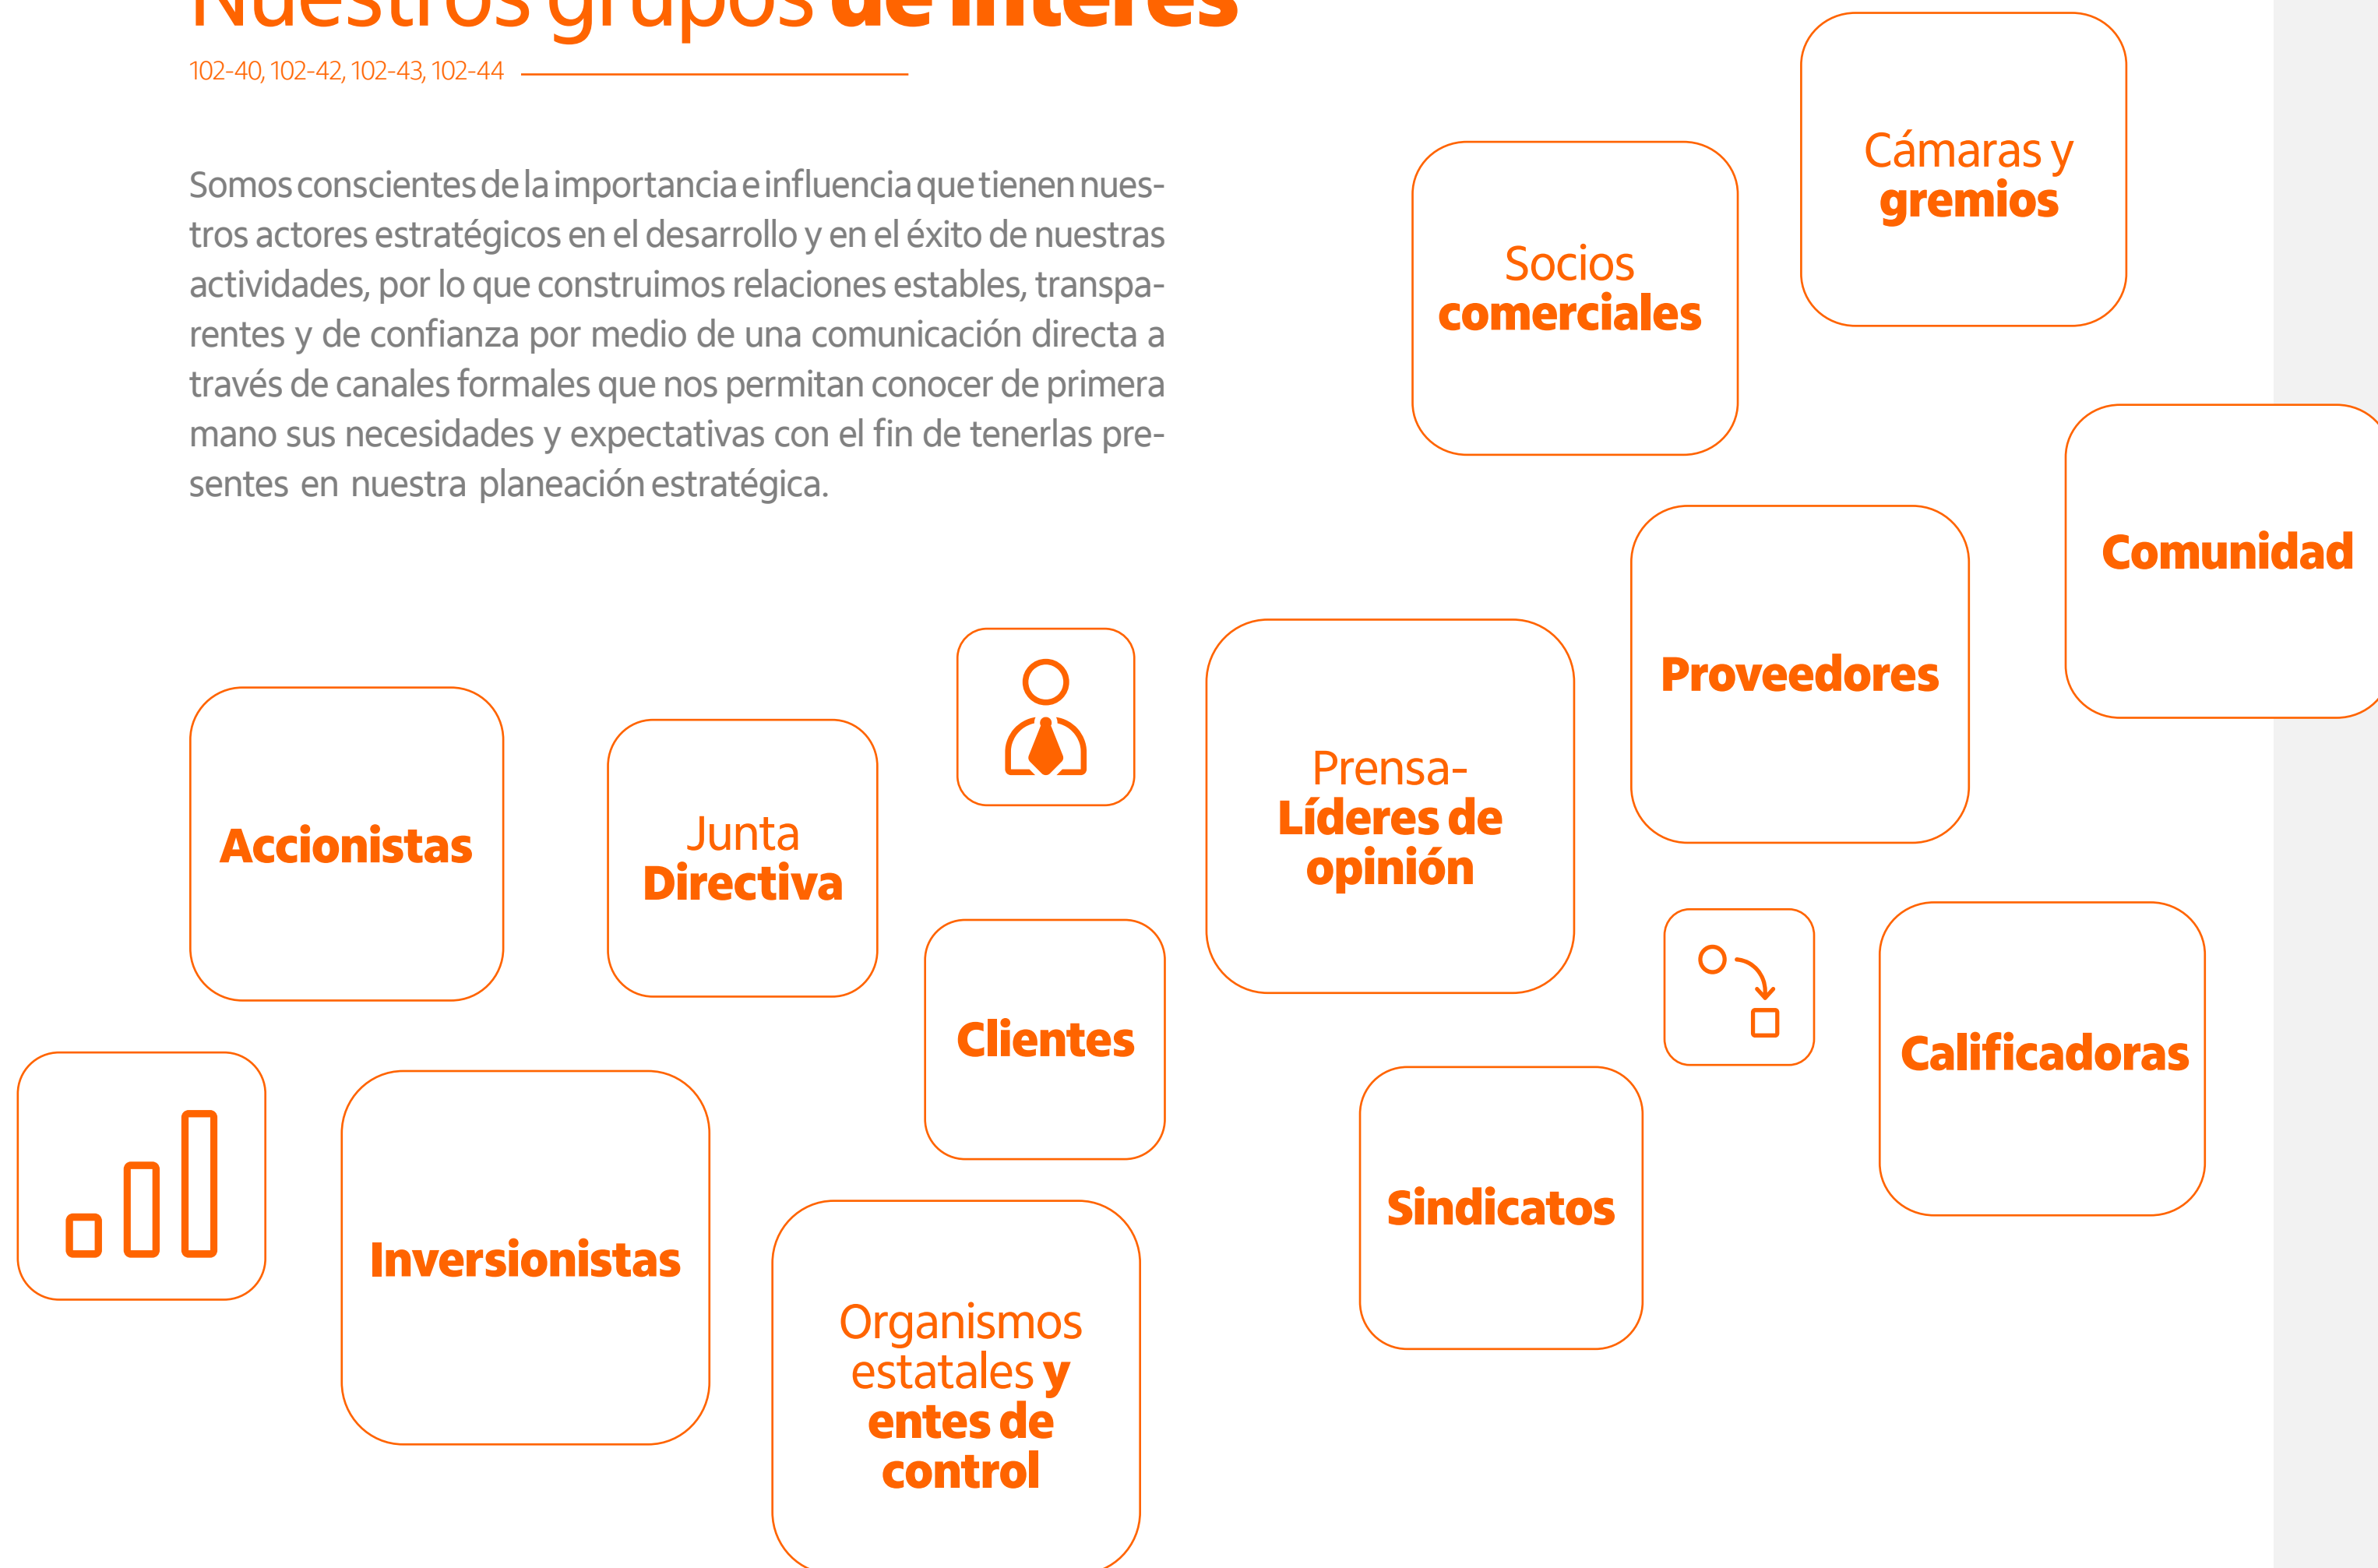 Nuestros grupos de interés
102-40, 102-42, 102-43, 102-44
Somos conscientes de la importancia e influencia que tienen nues-
tros actores estratégicos en el desarrollo y en el éxito de nuestras
actividades, por lo que construimos relaciones estables, transpa-
rentes y de confianza por medio de una comunicación directa a
través de canales formales que nos permitan conocer de primera
mano sus necesidades y expectativas con el fin de tenerlas pre-
sentes en nuestra planeación estratégica.
Cámaras y
gremios
Socios
comerciales
Comunidad
Proveedores
Prensa-
Líderes de
opinión
Accionistas
Junta
Directiva
Clientes
Calificadoras
Sindicatos
Inversionistas
Organismos
estatales y
entes de
control